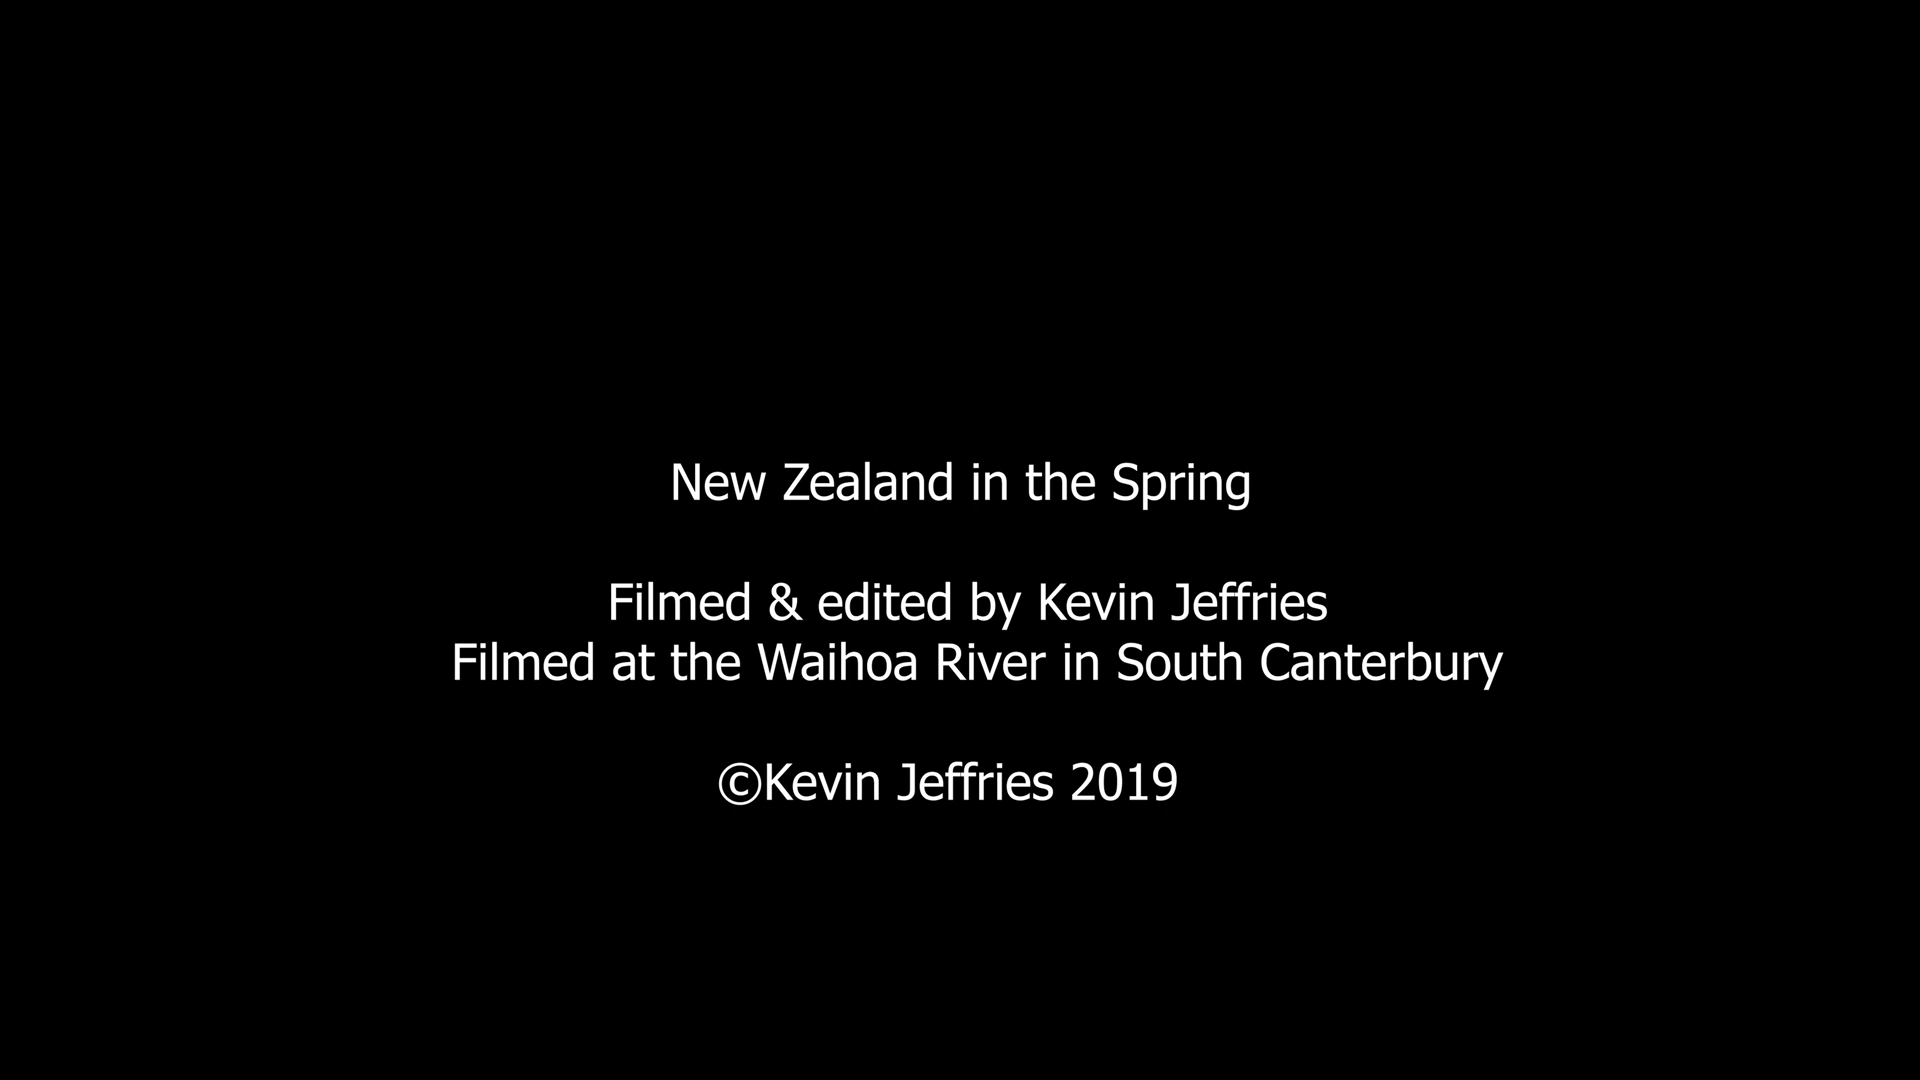 New Zealand in the Spring
Filmed & edited by Kevin Jeffries
Filmed at the Waihoa River in South Canterbury
©Kevin Jeffries 2019